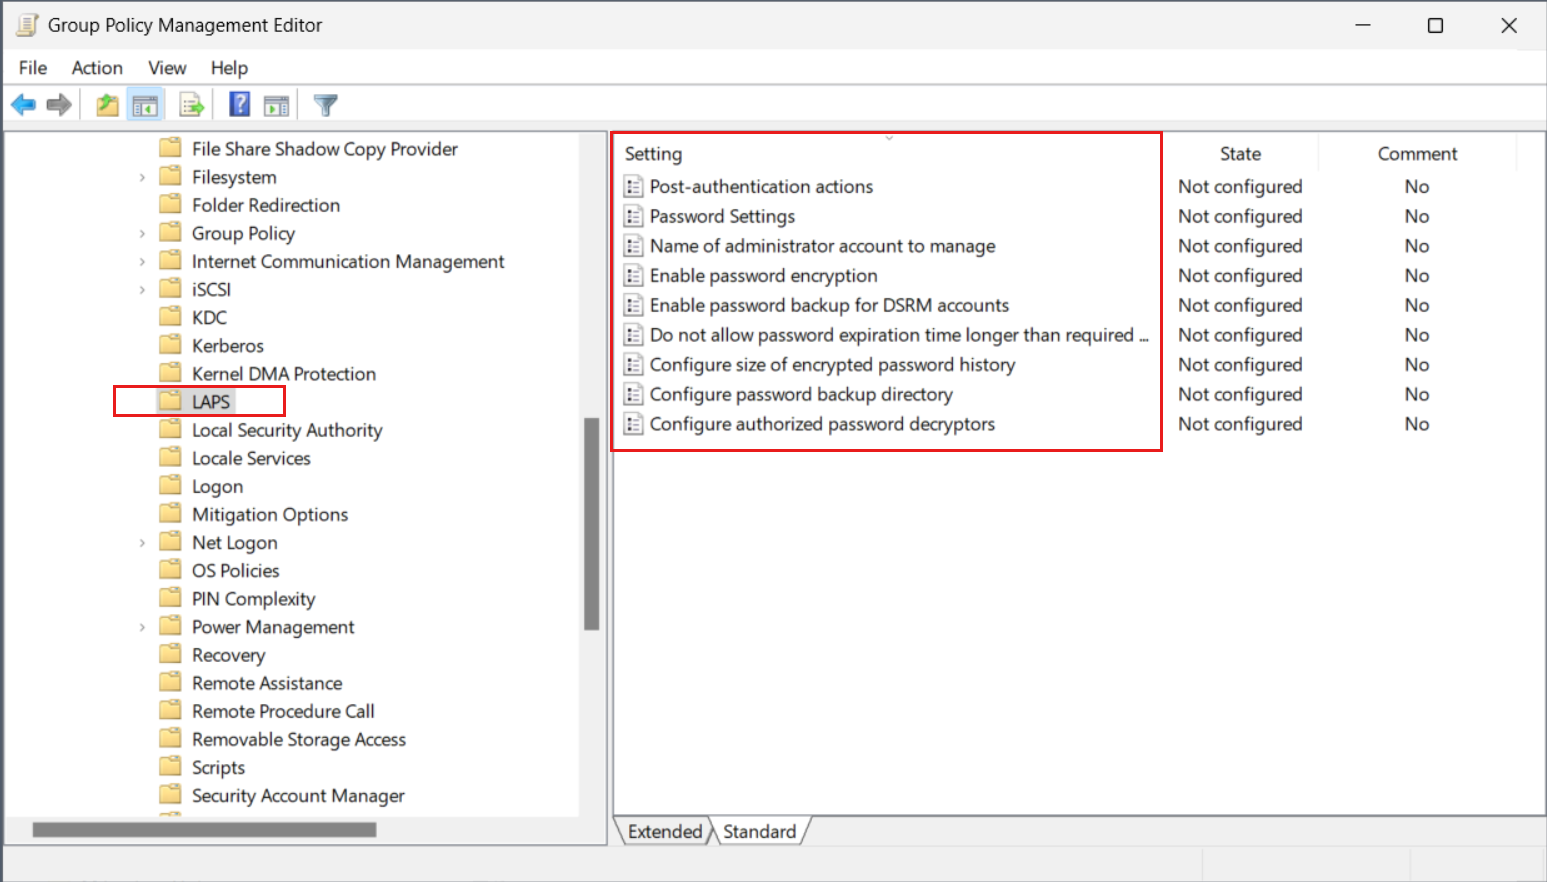 Group Policy Management Editor
File Action View Help
File Share Shadow Copy Provider
Filesystem
Folder Redirection
Group Policy
Internet Communication Management
iSCSI
KDC
Kerberos
Kernel DMA Protection
LAPS
Local Security Authority
Locale Services
Logon
Mitigation Options
Net Logon
OS Policies
PIN Complexity
Power Management
Recovery
Remote Assistance
Remote Procedure Call
Removable Storage Access
Scripts
Security Account Manager
Setting State Comment
Post-authentication actions Not configured No
Password Settings Not configured No
Name of administrator account to manage Not configured No
Enable password encryption Not configured No
Enable password backup for DSRM accounts Not configured No
Do not allow password expiration time longer than required ... Not configured No
Configure size of encrypted password history Not configured No
Configure password backup directory Not configured No
Configure authorized password decryptors Not configured No
Extended Standard